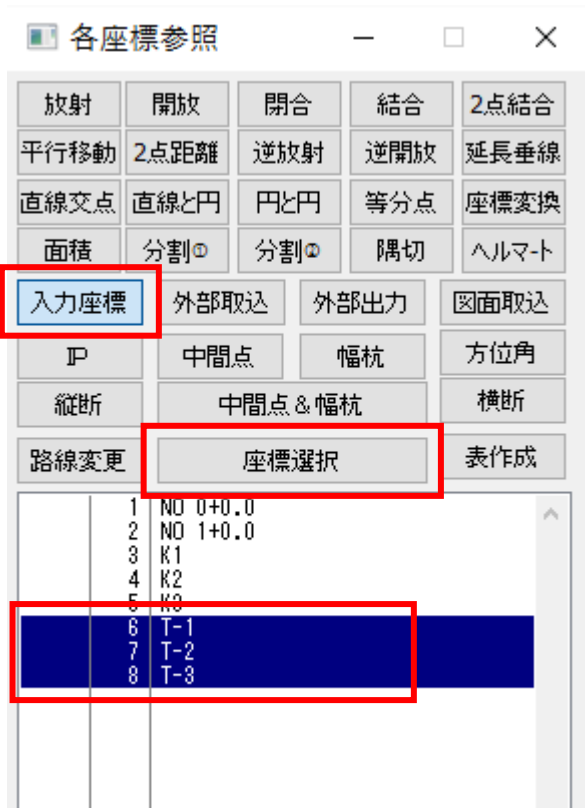 各座標参照
放射 開放 閉合 結合 2点結合
平行移動 2点距離 逆放射 逆開放 延長垂線
直線交点 直線と円 円と円 等分点 座標変換
面積 分割① 分割② 隅切 ヘルマート
入力座標 外部取込 外部出力 図面取込
IP 中間点 幅杭 方位角
縦断 中間点&幅杭 横断
路線変更 座標選択 表作成
1 NO 0+0.0
2 NO 1+0.0
3 K1
4 K2
5 K3
6 T-1
7 T-2
8 T-3